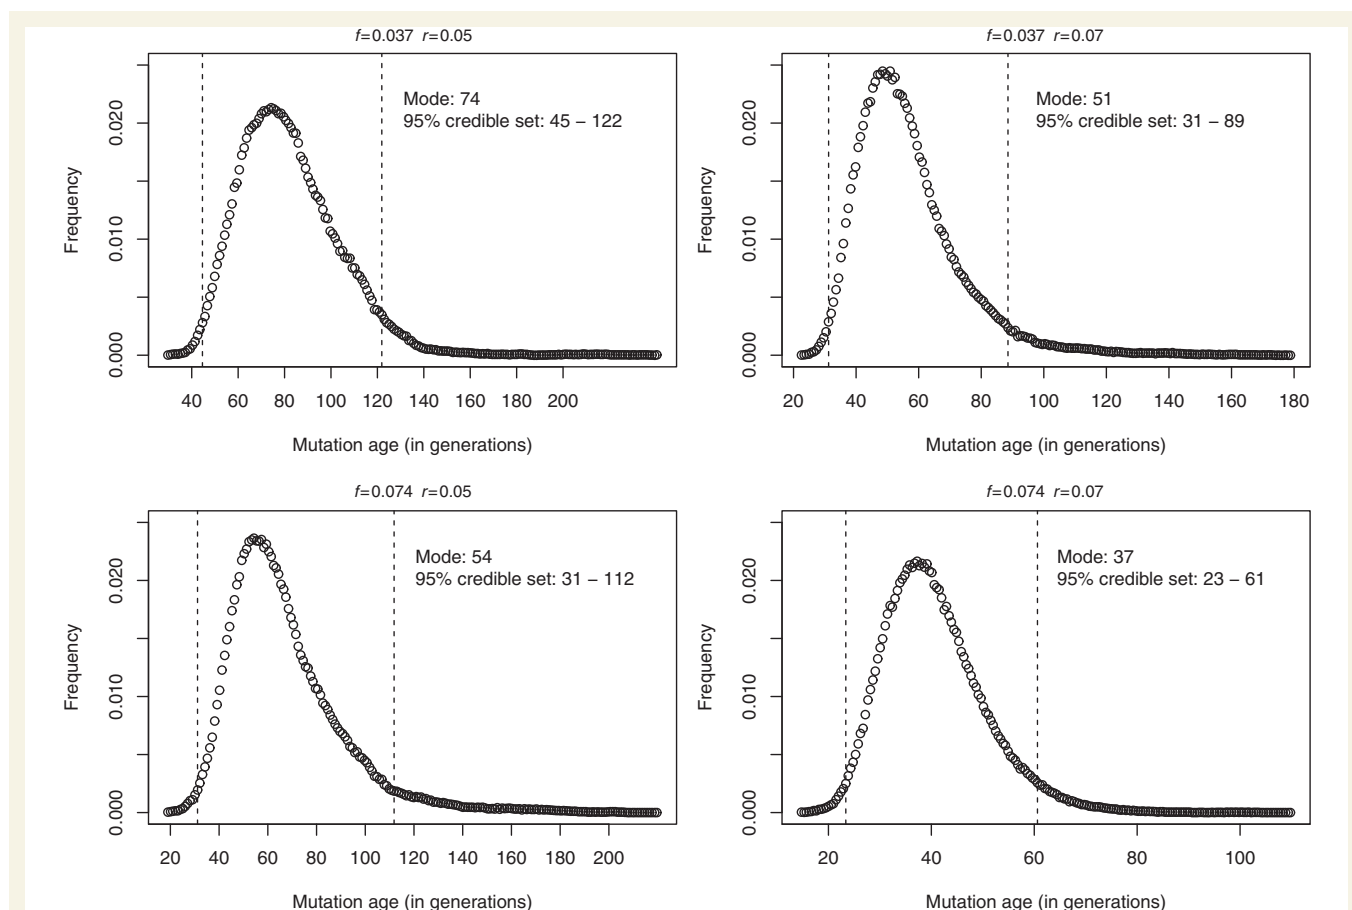 f=0.037 r=0.05
Mode: 74
95% credible set: 45 – 122
Frequency
0.000 0.010 0.020
40 60 80 100 120 140 160 180 200
Mutation age (in generations)
f=0.037 r=0.07
Mode: 51
95% credible set: 31 – 89
Frequency
0.000 0.010 0.020
20 40 60 80 100 120 140 160 180
Mutation age (in generations)
f=0.074 r=0.05
Mode: 54
95% credible set: 31 – 112
Frequency
0.000 0.010 0.020
20 40 60 80 100 120 140 160 180 200
Mutation age (in generations)
f=0.074 r=0.07
Mode: 37
95% credible set: 23 – 61
Frequency
0.000 0.010 0.020
20 40 60 80 100
Mutation age (in generations)